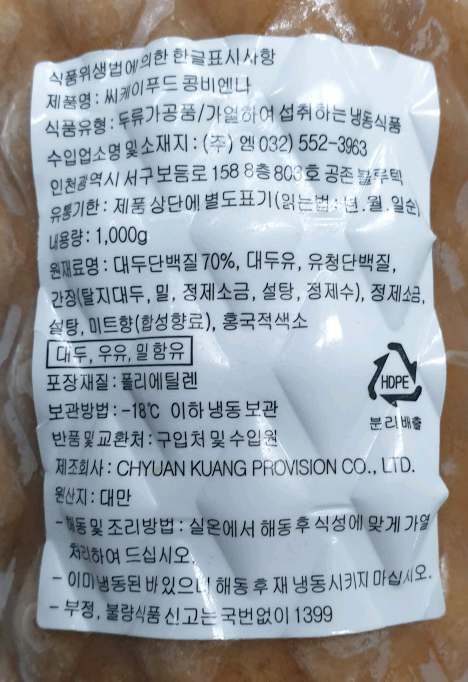 식품위생법에 의한 한글표시사항
제품명 : 씨케이푸드 콩비엔나
식품유형 : 두류가공품/가열하여 섭취하는 냉동식품
수입업소명 및 소재지 : (주) 엔 032) 552-3963
인천광역시 서구 보듬로 158 8층 803호 공존 블루텍
유통기한 : 제품 상단에 별도표기(읽는법 : 년.월.일순)
내용량 : 1,000g
원재료명 : 대두단백질 70%, 대두유, 유청단백질,
간장(탈지대두, 밀, 정제소금, 설탕, 정제수), 정제소금,
설탕, 미트향(합성향료), 홍국적색소
대두, 우유, 밀 함유
포장재질 : 폴리에틸렌
HDPE
보관방법 : -18℃ 이하 냉동보관
분리배출
반품 및 교환처 : 구입처 및 수입원
제조회사 : CHYUAN KUANG PROVISION CO., LTD.
원산지 : 대만
- 해동 및 조리방법 : 실온에서 해동 후 식성에 맞게 가열
처리하여 드십시오.
- 이미 냉동된 바 있으니 해동 후 재 냉동시키지 마십시오.
- 부정, 불량식품 신고는 국번없이 1399